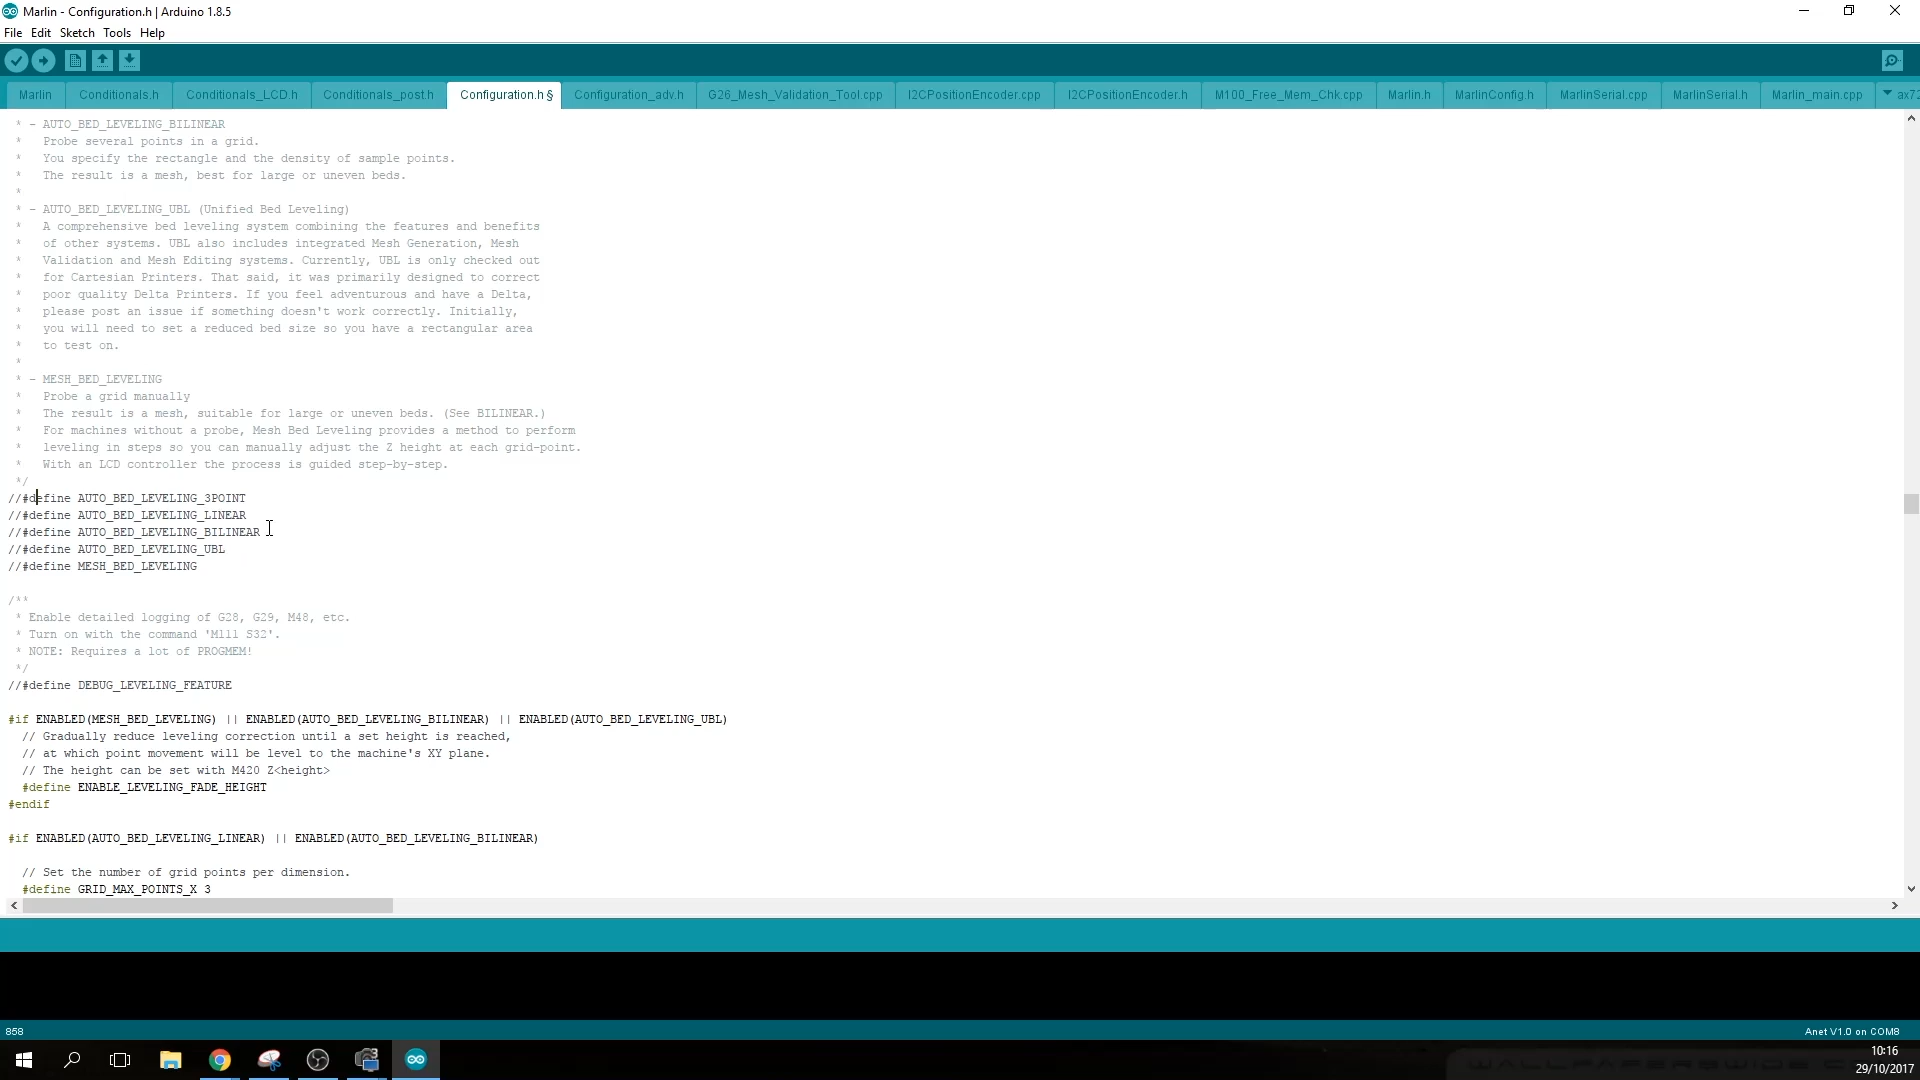 Marlin - Configuration.h | Arduino 1.8.5
File Edit Sketch Tools Help
Marlin Conditionals.h Conditionals_LCD.h Conditionals_post.h Configuration.h § Configuration_adv.h G26_Mesh_Validation_Tool.cpp I2CPositionEncoder.cpp I2CPositionEncoder.h M100_Free_Mem_Chk.cpp Marlin.h MarlinConfig.h MarlinSerial.cpp MarlinSerial.h Marlin_main.cpp
* - AUTO_BED_LEVELING_BILINEAR
* Probe several points in a grid.
* You specify the rectangle and the density of sample points.
* The result is a mesh, best for large or uneven beds.
*
* - AUTO_BED_LEVELING_UBL (Unified Bed Leveling)
* A comprehensive bed leveling system combining the features and benefits
* of other systems. UBL also includes integrated Mesh Generation, Mesh
* Validation and Mesh Editing systems. Currently, UBL is only checked out
* for Cartesian Printers. That said, it was primarily designed to correct
* poor quality Delta Printers. If you feel adventurous and have a Delta,
* please post an issue if something doesn't work correctly. Initially,
* you will need to set a reduced bed size so you have a rectangular area
* to test on.
*
* - MESH_BED_LEVELING
* Probe a grid manually
* The result is a mesh, suitable for large or uneven beds. (See BILINEAR.)
* For machines without a probe, Mesh Bed Leveling provides a method to perform
* leveling in steps so you can manually adjust the Z height at each grid-point.
* With an LCD controller the process is guided step-by-step.
*/
//#define AUTO_BED_LEVELING_3POINT
//#define AUTO_BED_LEVELING_LINEAR
//#define AUTO_BED_LEVELING_BILINEAR
//#define AUTO_BED_LEVELING_UBL
//#define MESH_BED_LEVELING
/**
* Enable detailed logging of G28, G29, M48, etc.
* Turn on with the command 'M111 S32'.
* NOTE: Requires a lot of PROGMEM!
*/
//#define DEBUG_LEVELING_FEATURE
#if ENABLED(MESH_BED_LEVELING) || ENABLED(AUTO_BED_LEVELING_BILINEAR) || ENABLED(AUTO_BED_LEVELING_UBL)
// Gradually reduce leveling correction until a set height is reached,
// at which point movement will be level to the machine's XY plane.
// The height can be set with M420 Z<height>
#define ENABLE_LEVELING_FADE_HEIGHT
#endif
#if ENABLED(AUTO_BED_LEVELING_LINEAR) || ENABLED(AUTO_BED_LEVELING_BILINEAR)
// Set the number of grid points per dimension.
#define GRID_MAX_POINTS_X 3
858
Anet V1.0 on COM8
10:16
29/10/2017